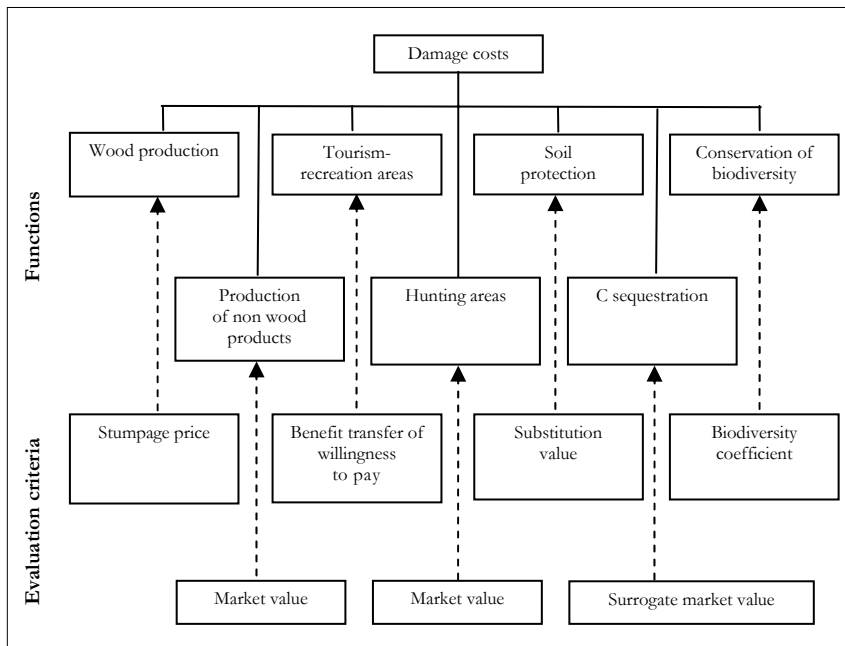 Damage costs
Functions
Wood production
Tourism-
recreation areas
Soil
protection
Conservation of
biodiversity
Production
of non wood
products
Hunting areas
C sequestration
Evaluation criteria
Stumpage price
Benefit transfer of
willingness
to pay
Substitution
value
Biodiversity
coefficient
Market value
Market value
Surrogate market value